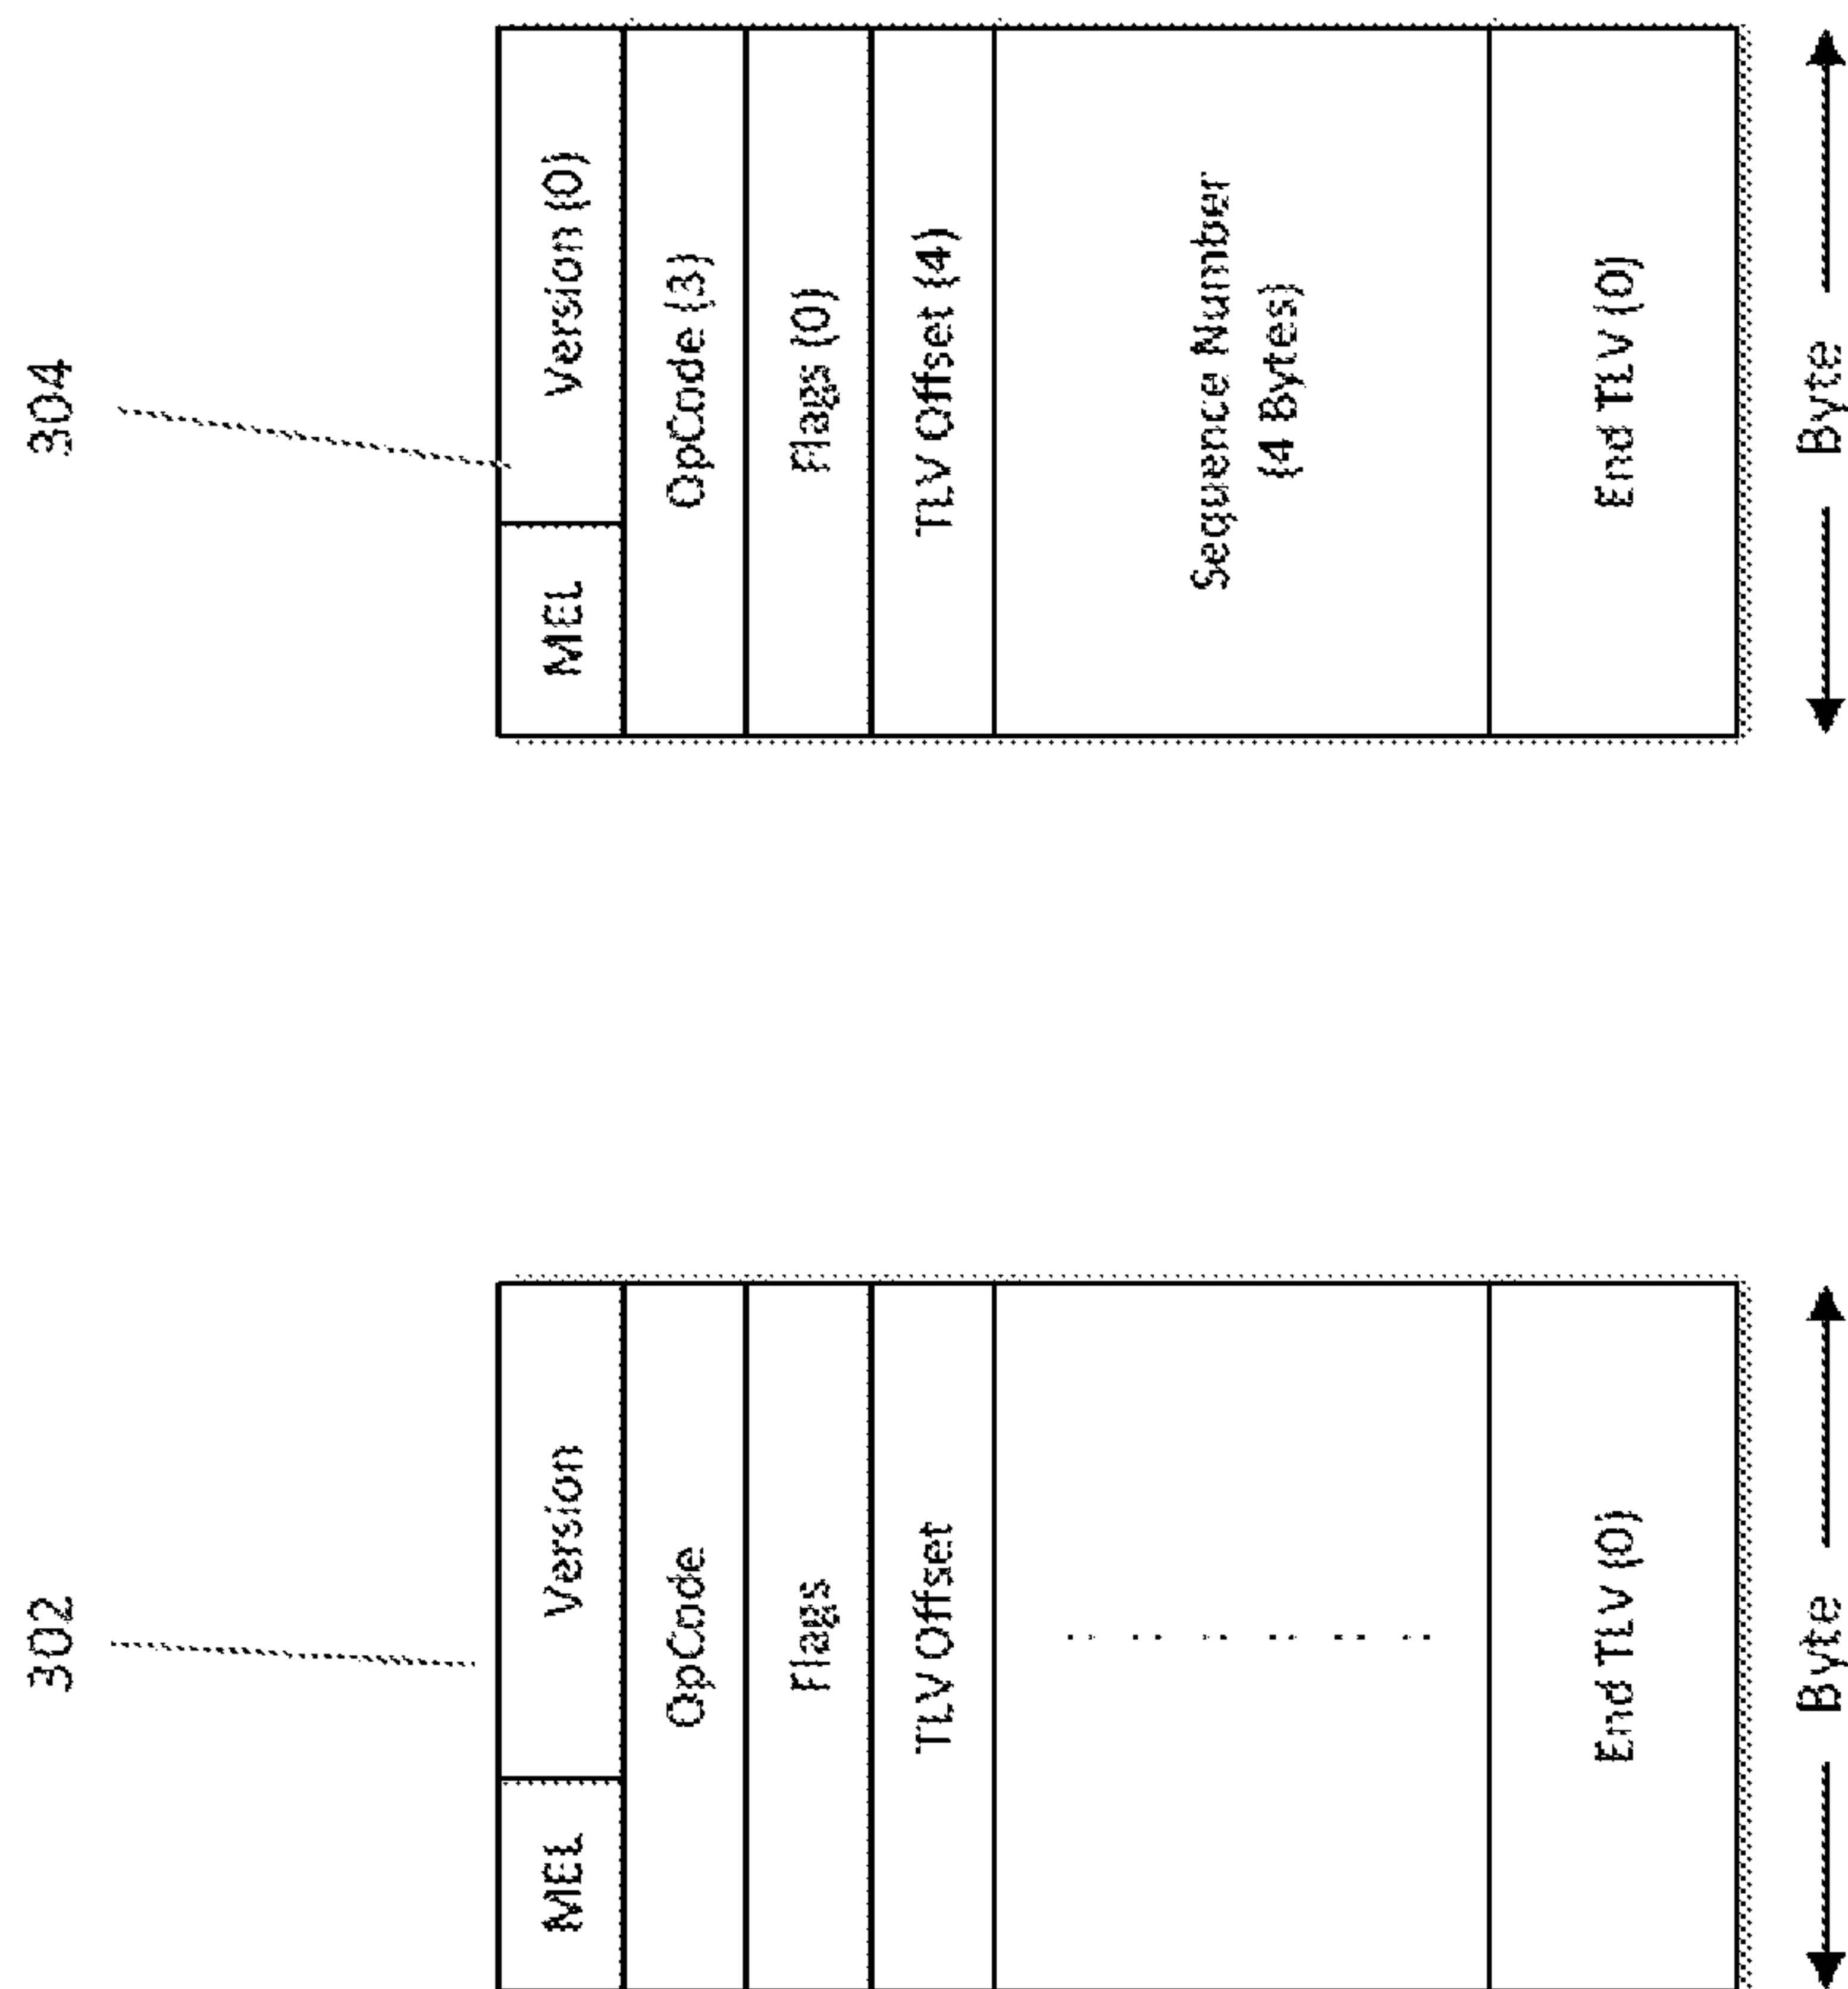 302
MEL
Version
OpCode
Flags
TLV Offset
End TLV (0)
Byte
304
MEL
Version (0)
OpCode (3)
Flags (0)
TLV Offset (4)
Sequence Number
(4 Bytes)
End TLV (0)
Byte